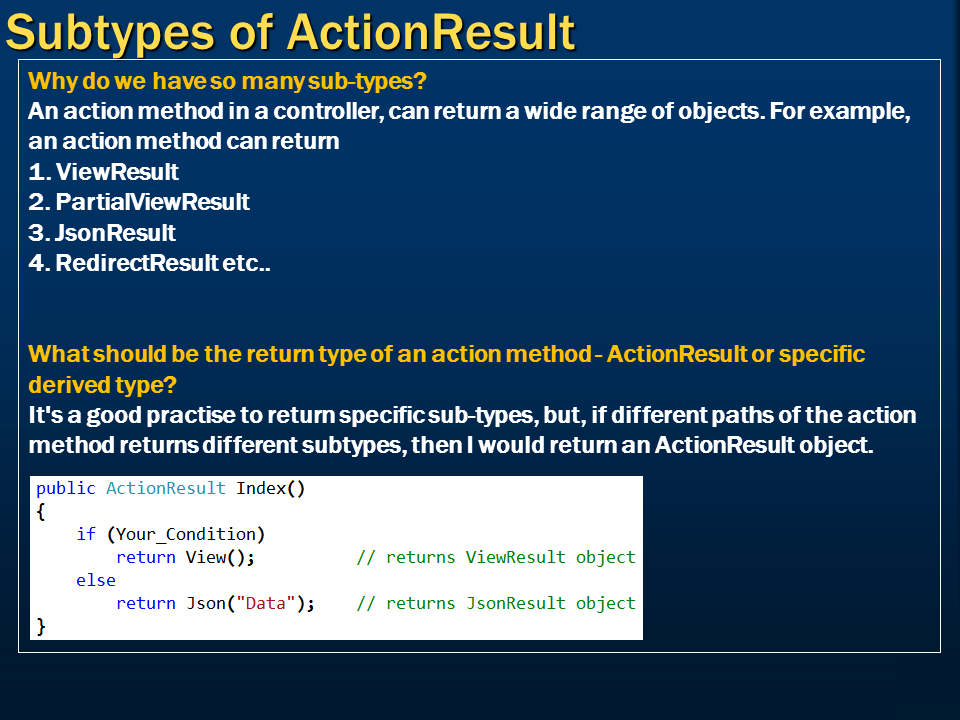 Subtypes of ActionResult
Why do we have so many sub-types?
An action method in a controller, can return a wide range of objects. For example,
an action method can return
1. ViewResult
2. PartialViewResult
3. JsonResult
4. RedirectResult etc..
What should be the return type of an action method - ActionResult or specific
derived type?
It's a good practise to return specific sub-types, but, if different paths of the action
method returns different subtypes, then I would return an ActionResult object.
public ActionResult Index()
{
    if (Your_Condition)
        return View();          // returns ViewResult object
    else
        return Json("Data");    // returns JsonResult object
}